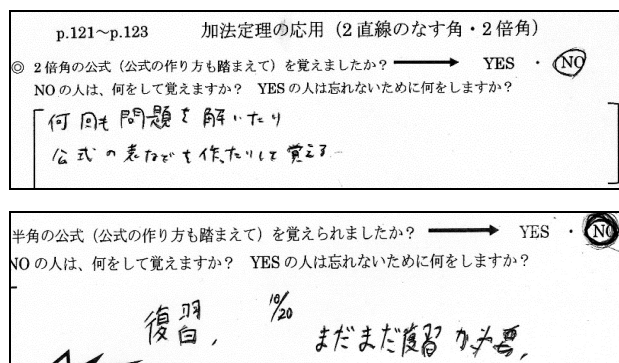 p.121～p.123　加法定理の応用（2直線のなす角・2倍角）
◎ 2倍角の公式（公式の作り方も踏まえて）を覚えましたか？ YES ・ NO
NOの人は、何をして覚えますか？ YESの人は忘れないために何をしますか？
何回も問題を解いたり
公式の表などを作ったりして覚える
半角の公式（公式の作り方も踏まえて）を覚えられましたか？ YES ・ NO
NOの人は、何をして覚えますか？ YESの人は忘れないために何をしますか？
復習, 10/20 まだまだ復習が必要,